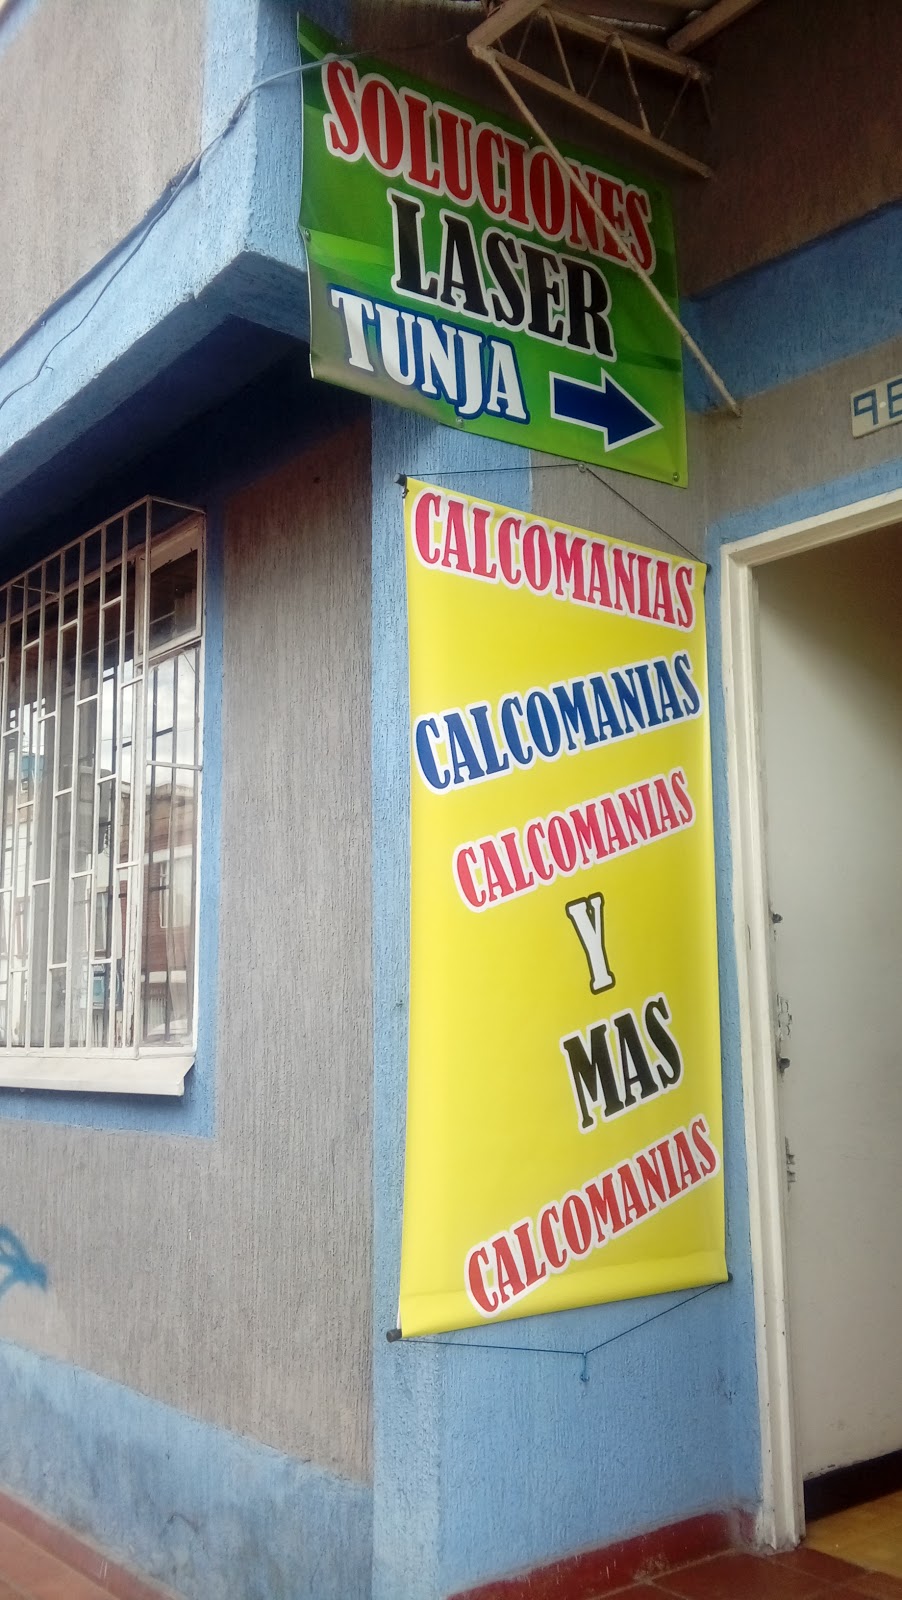 SOLUCIONES
LASER
TUNJA
CALCOMANIAS
CALCOMANIAS
CALCOMANIAS
Y
MAS
CALCOMANIAS